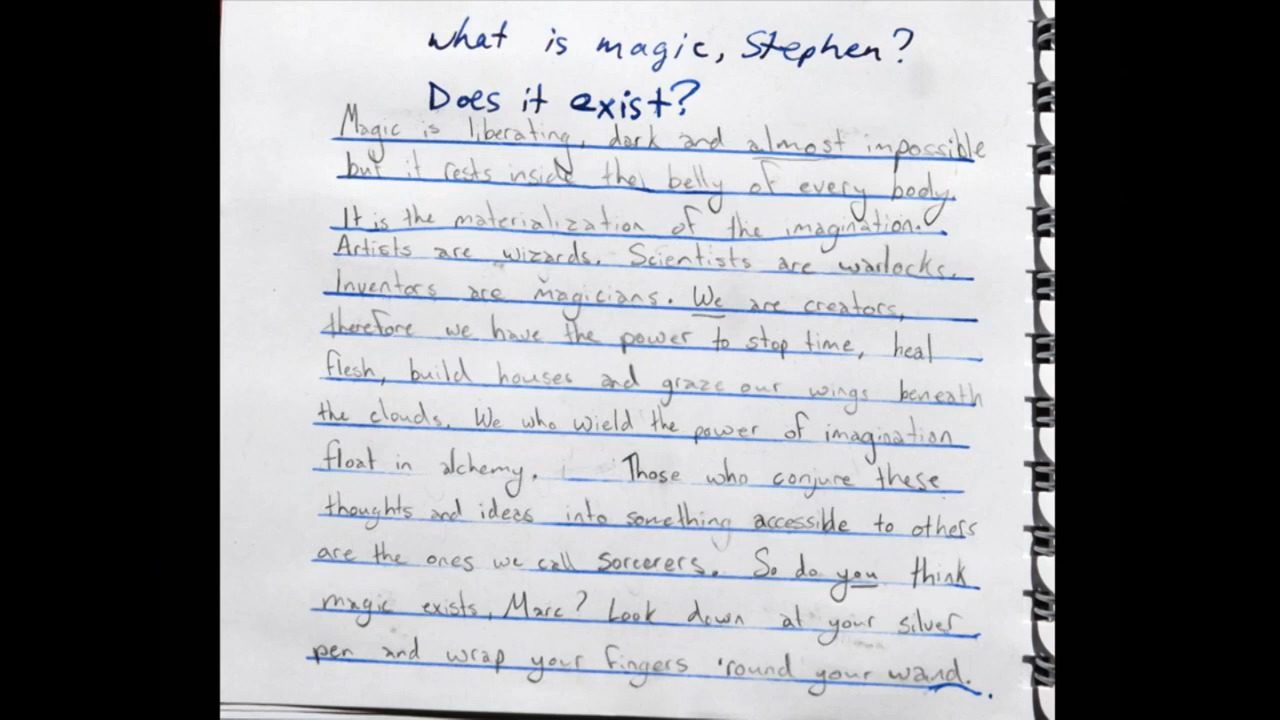 What is magic, Stephen?
Does it exist?
Magic is liberating, dark and almost impossible
but it rests inside the belly of every body.
It is the materialization of the imagination.
Artists are wizards. Scientists are warlocks.
Inventors are magicians. We are creators,
therefore we have the power to stop time, heal
flesh, build houses and graze our wings beneath
the clouds. We who wield the power of imagination
float in alchemy. Those who conjure these
thoughts and ideas into something accessible to others
are the ones we call sorcerers. So do you think
magic exists, Marc? Look down at your silver
pen and wrap your fingers 'round your wand.